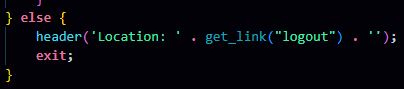 }
} else {
header('Location: ' . get_link("logout") . '');
exit;
}